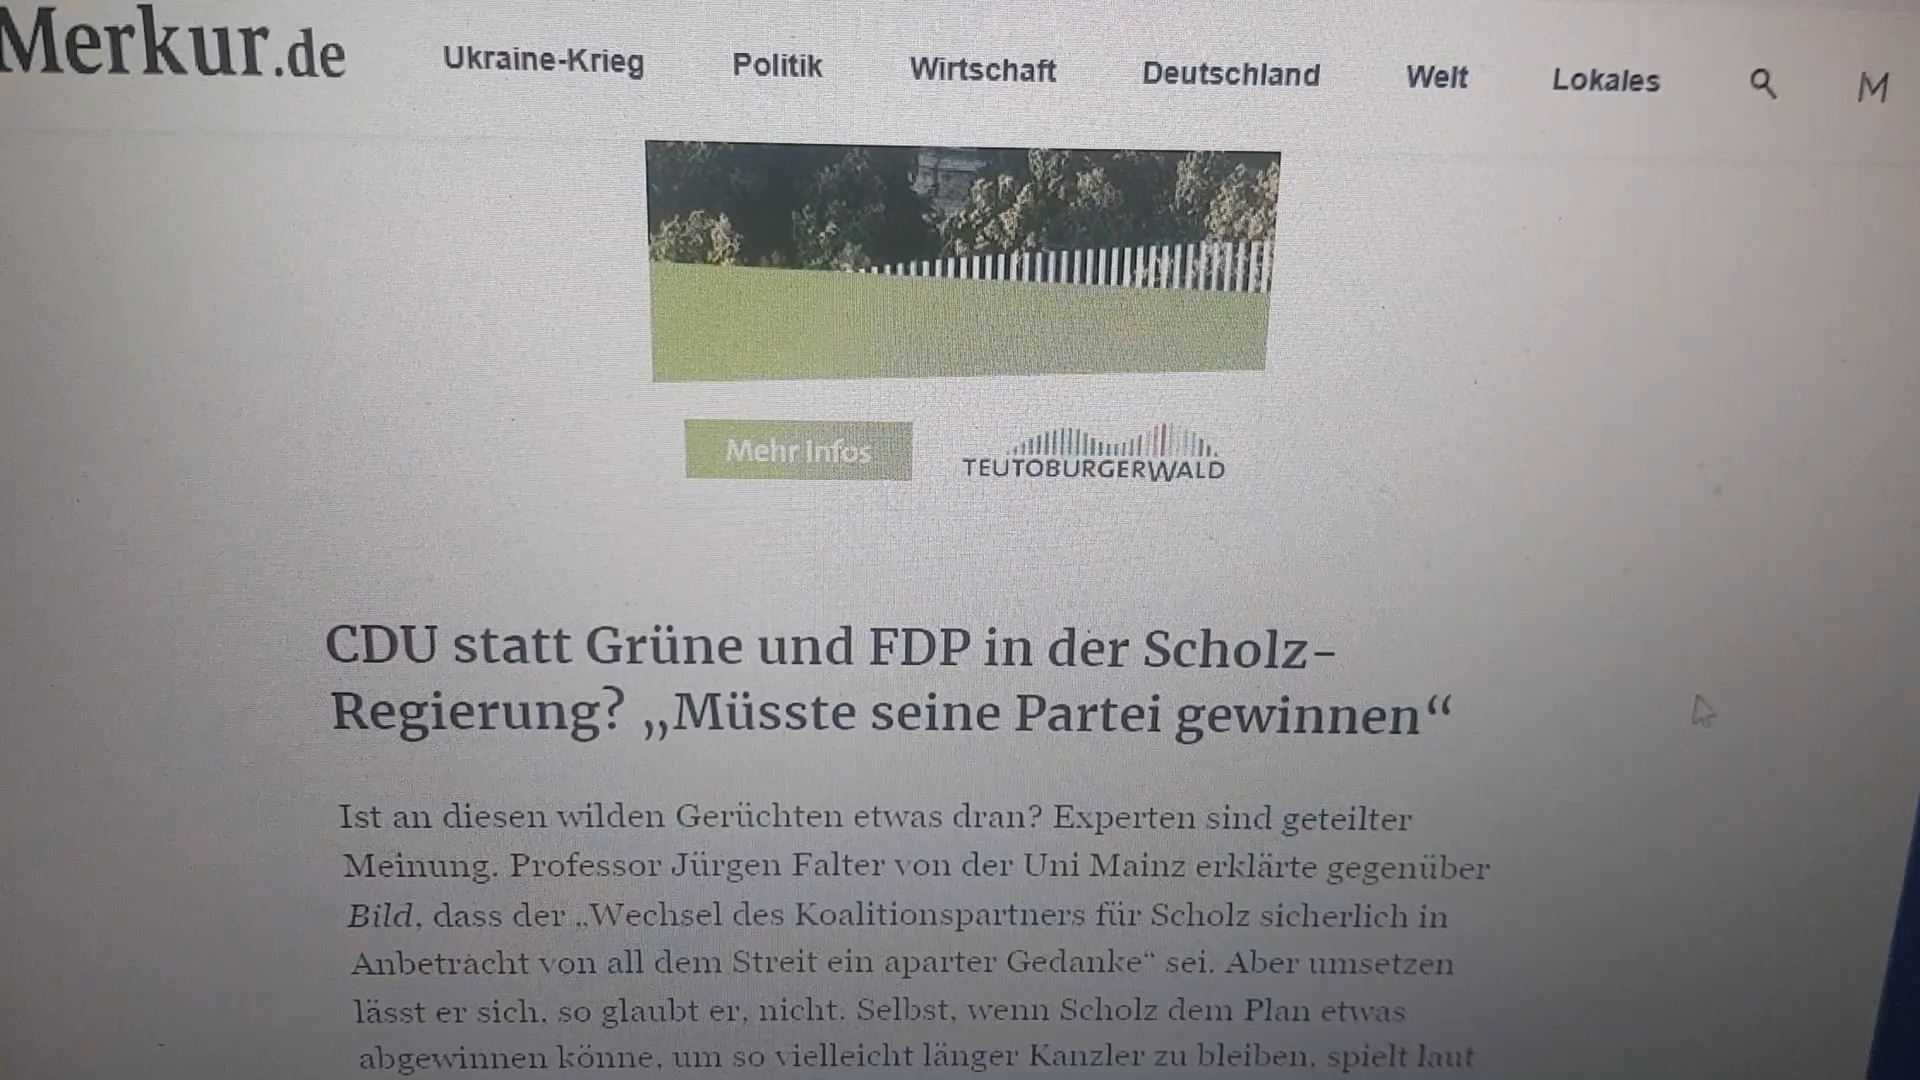 Merkur.de
Ukraine-Krieg
Politik
Wirtschaft
Deutschland
Welt
Lokales
M
Mehr Infos
TEUTOBURGERWALD
CDU statt Grüne und FDP in der Scholz-
Regierung? „Müsste seine Partei gewinnen“
Ist an diesen wilden Gerüchten etwas dran? Experten sind geteilter
Meinung. Professor Jürgen Falter von der Uni Mainz erklärte gegenüber
Bild, dass der „Wechsel des Koalitionspartners für Scholz sicherlich in
Anbetracht von all dem Streit ein aparter Gedanke“ sei. Aber umsetzen
lässt er sich, so glaubt er, nicht. Selbst, wenn Scholz dem Plan etwas
abgewinnen könne, um so vielleicht länger Kanzler zu bleiben, spielt laut